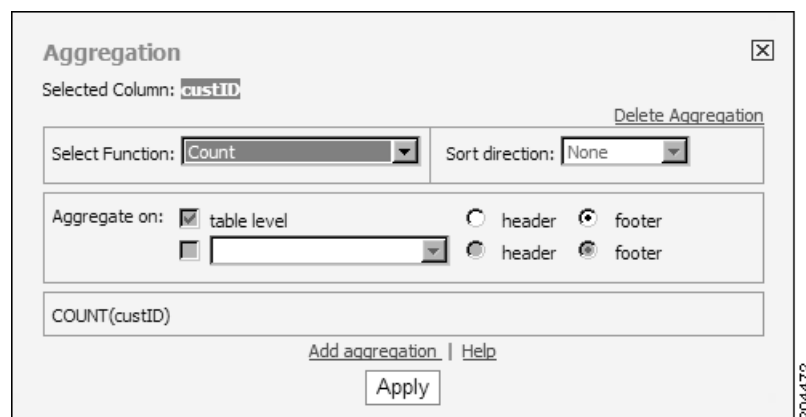 Aggregation
Selected Column: custID
Delete Aggregation
Select Function: Count
Sort direction: None
Aggregate on: table level header footer
header footer
COUNT(custID)
Add aggregation | Help
Apply